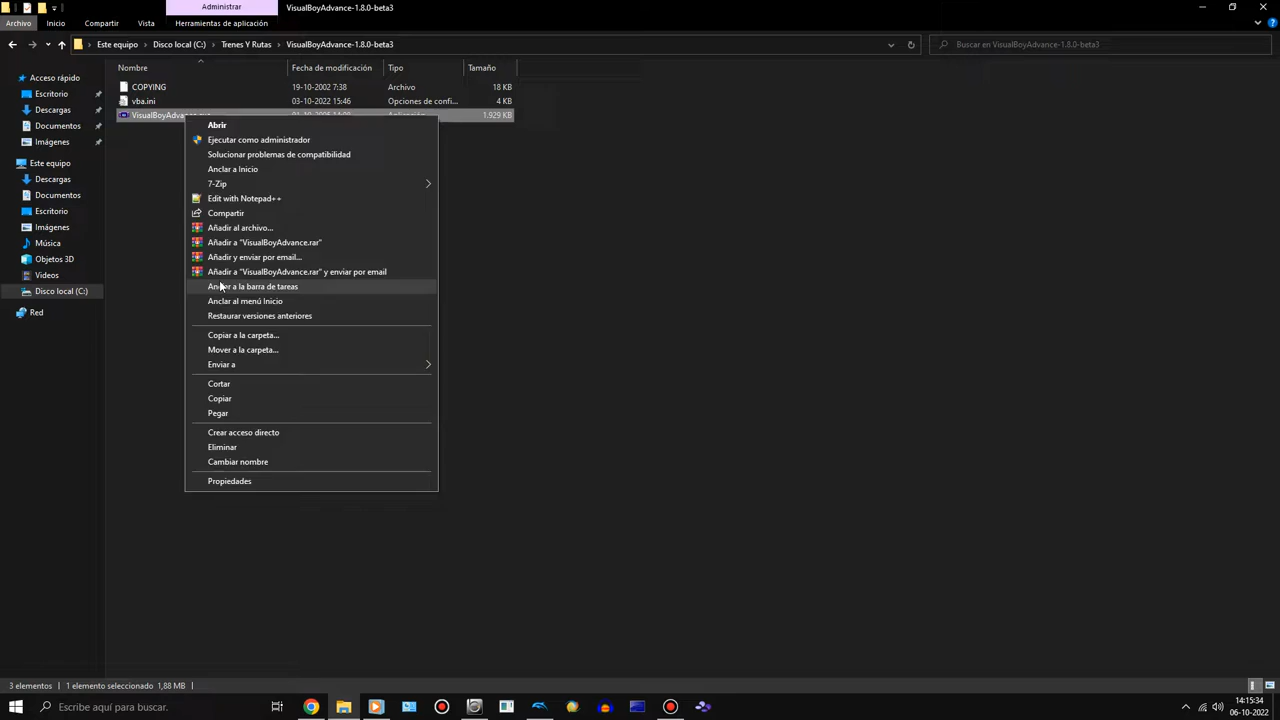 Administrar
VisualBoyAdvance-1.8.0-beta3
Archivo Inicio Compartir Vista Herramientas de aplicación
Este equipo Disco local (C:) Trenes Y Rutas VisualBoyAdvance-1.8.0-beta3
Buscar en VisualBoyAdvance-1.8.0-beta3
Acceso rápido
Escritorio
Descargas
Documentos
Imágenes
Este equipo
Descargas
Documentos
Escritorio
Imágenes
Música
Objetos 3D
Vídeos
Disco local (C:)
Red
Nombre Fecha de modificación Tipo Tamaño
COPYING 19-10-2002 7:38 Archivo 18 KB
vba.ini 03-10-2022 15:46 Opciones de confi... 4 KB
1.929 KB
Abrir
Ejecutar como administrador
Solucionar problemas de compatibilidad
Anclar a Inicio
7-Zip
Edit with Notepad++
Compartir
Añadir al archivo...
Añadir a "VisualBoyAdvance.rar"
Añadir y enviar por email...
Añadir a "VisualBoyAdvance.rar" y enviar por email
Anclar a la barra de tareas
Anclar al menú Inicio
Restaurar versiones anteriores
Copiar a la carpeta...
Mover a la carpeta...
Enviar a
Cortar
Copiar
Pegar
Crear acceso directo
Eliminar
Cambiar nombre
Propiedades
3 elementos 1 elemento seleccionado 1,88 MB
Escribe aquí para buscar.
14:15:34
06-10-2022